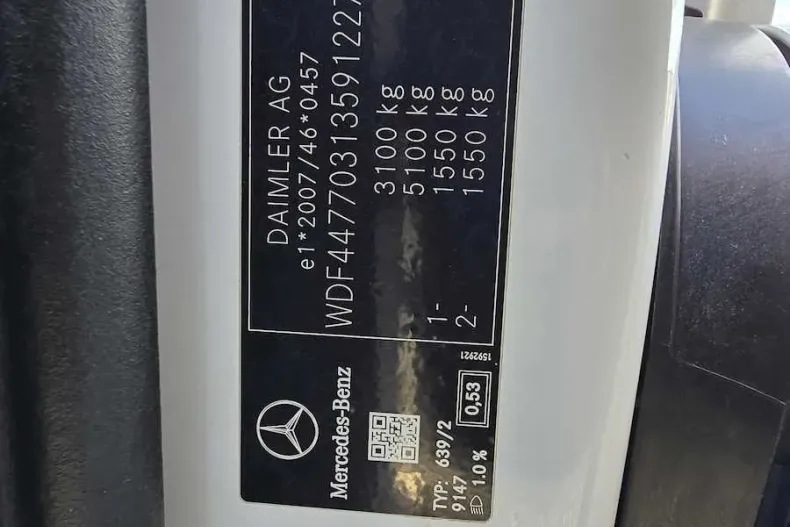 DAIMLER AG
e1*2007/46*0457
WDF44770313591227
3100 kg
5100 kg
1- 1550 kg
2- 1550 kg
1592921
Mercedes-Benz
TYP: 639/2
9147 0,53
1.0 %